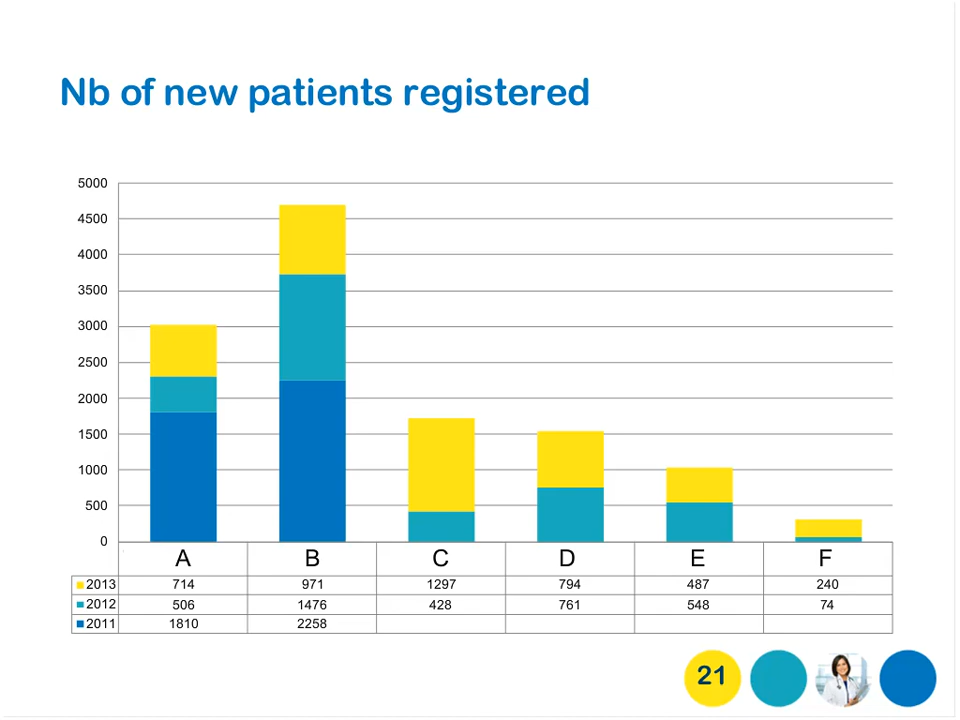 Nb of new patients registered
5000
4500
4000
3500
3000
2500
2000
1500
1000
500
0
A B C D E F
2013 714 971 1297 794 487 240
2012 506 1476 428 761 548 74
2011 1810 2258
21